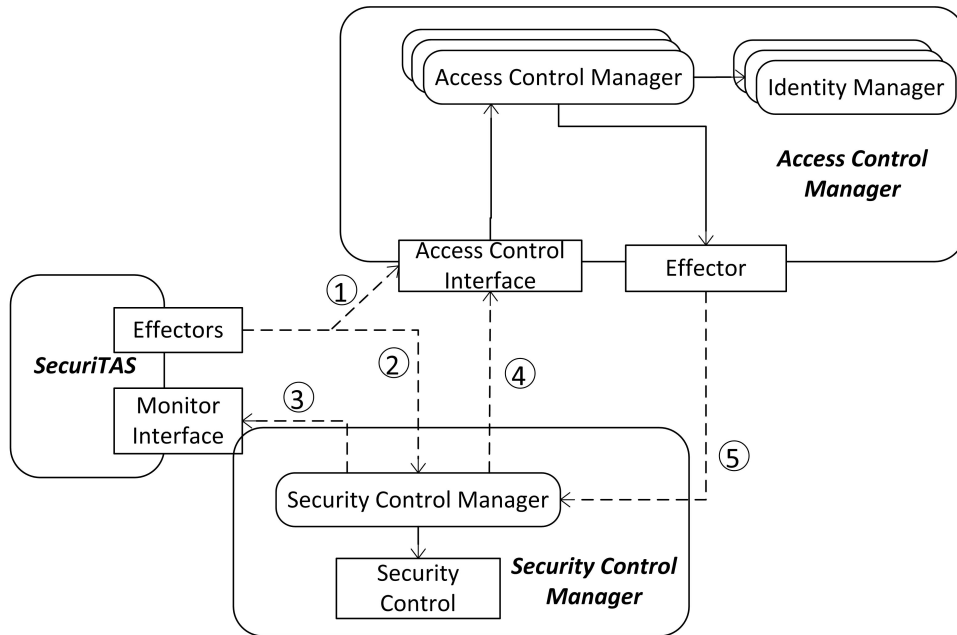 Access Control Manager
Identity Manager
Access Control
Manager
Access Control
Interface
Effector
①
Effectors
SecuriTAS
②
④
Monitor
Interface
③
⑤
Security Control Manager
Security
Control
Security Control
Manager